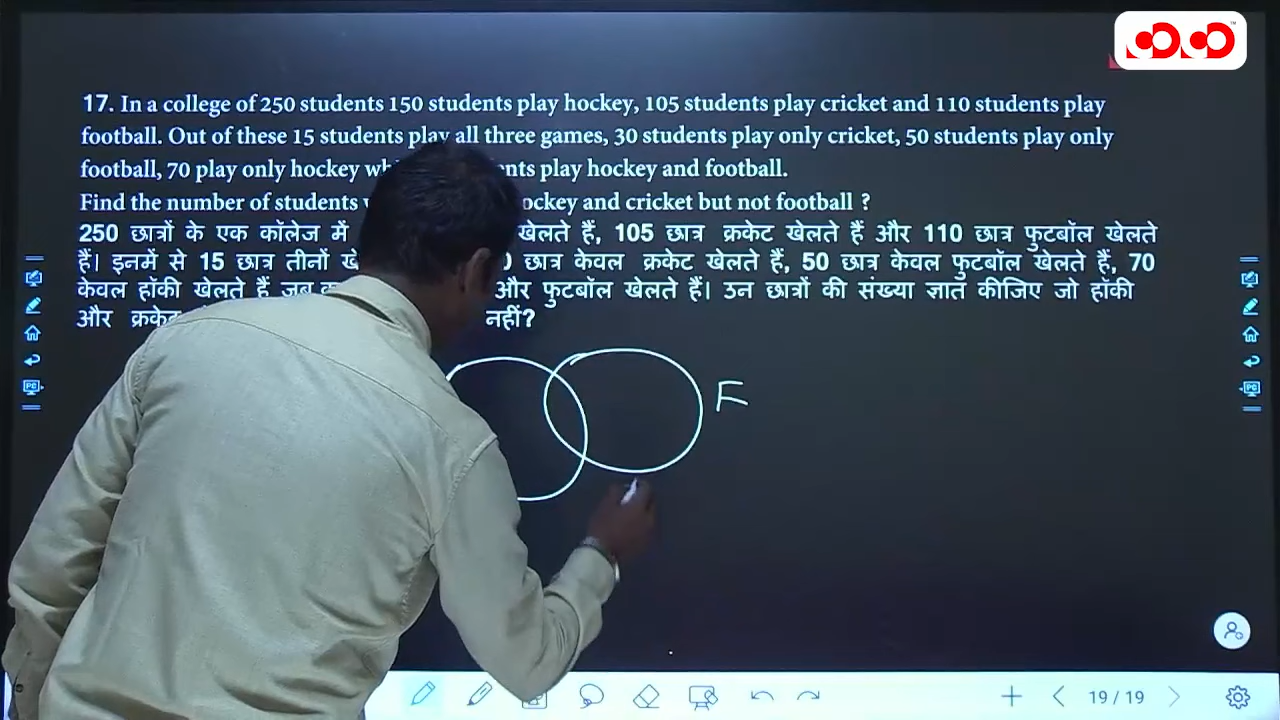 17. In a college of 250 students 150 students play hockey, 105 students play cricket and 110 students play
football. Out of these 15 students play all three games, 30 students play only cricket, 50 students play only
football, 70 play only hockey play hockey and football.
Find the number of students and cricket but not football ?
250 छात्रों के एक कॉलेज में खेलते हैं, 105 छात्र क्रकेट खेलते हैं और 110 छात्र फुटबॉल खेलते
हैं। इनमें से 15 छात्र तीनों छात्र केवल क्रकेट खेलते हैं, 50 छात्र केवल फुटबॉल खेलते हैं, 70
केवल हॉकी खेलते हैं जब और फुटबॉल खेलते हैं। उन छात्रों की संख्या ज्ञात कीजिए जो हॉकी
और नहीं?
F
19 / 19